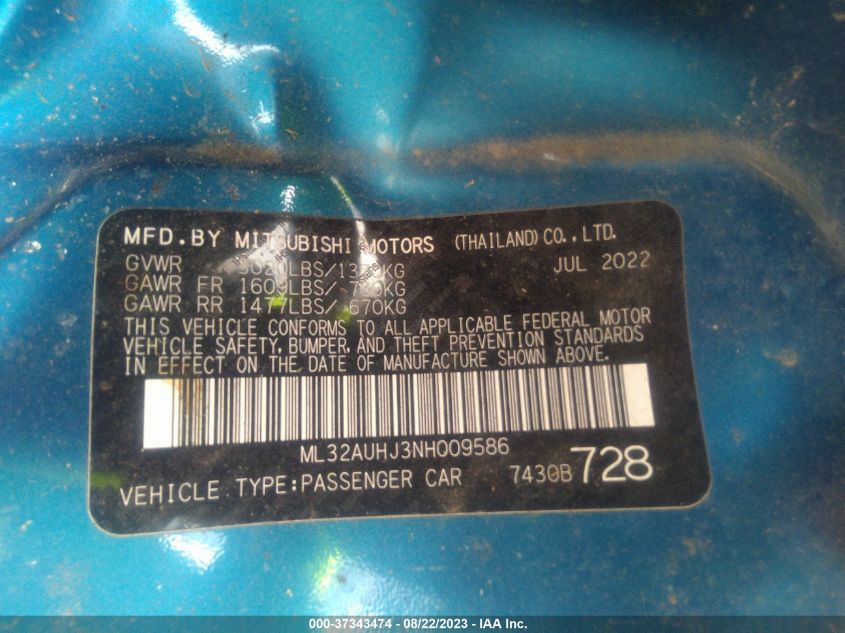 MFD.BY MITSUBISHI MOTORS (THAILAND)CO.,LTD.
GVWR JUL 2022
GAWR FR 1609LBS/ 730KG
GAWR RR 1477LBS/ 670KG
THIS VEHICLE CONFORMS TO ALL APPLICABLE FEDERAL MOTOR
VEHICLE SAFETY, BUMPER, AND THEFT PREVENTION STANDARDS
IN EFFECT ON THE DATE OF MANUFACTURE SHOWN ABOVE.
ML32AUHJ3NH009586
VEHICLE TYPE:PASSENGER CAR 7430B 728
000-37343474 - 08/22/2023 - IAA Inc.